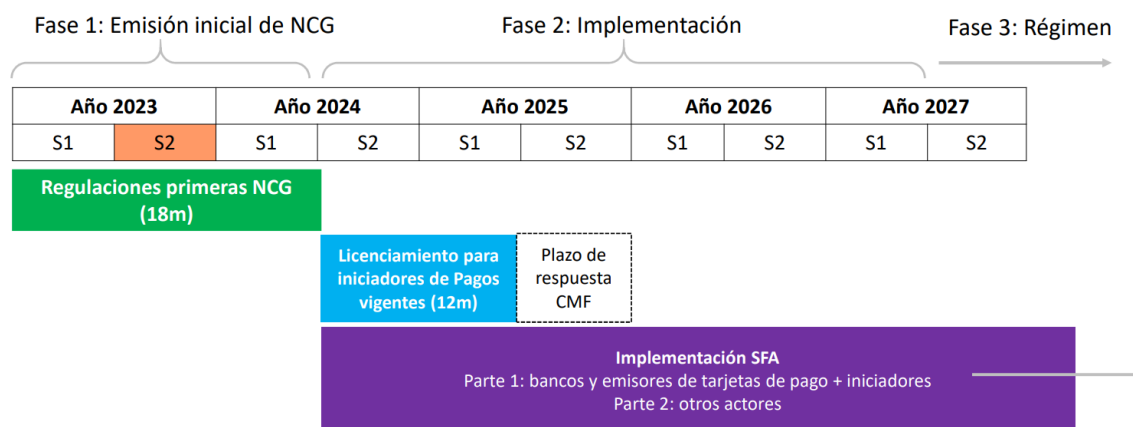 Fase 1: Emisión inicial de NCG
Fase 2: Implementación
Fase 3: Régimen
Año 2023 Año 2024 Año 2025 Año 2026 Año 2027
S1 S2 S1 S2 S1 S2 S1 S2 S1 S2
Regulaciones primeras NCG
(18m)
Licenciamiento para
iniciadores de Pagos
vigentes (12m)
Plazo de
respuesta
CMF
Implementación SFA
Parte 1: bancos y emisores de tarjetas de pago + iniciadores
Parte 2: otros actores